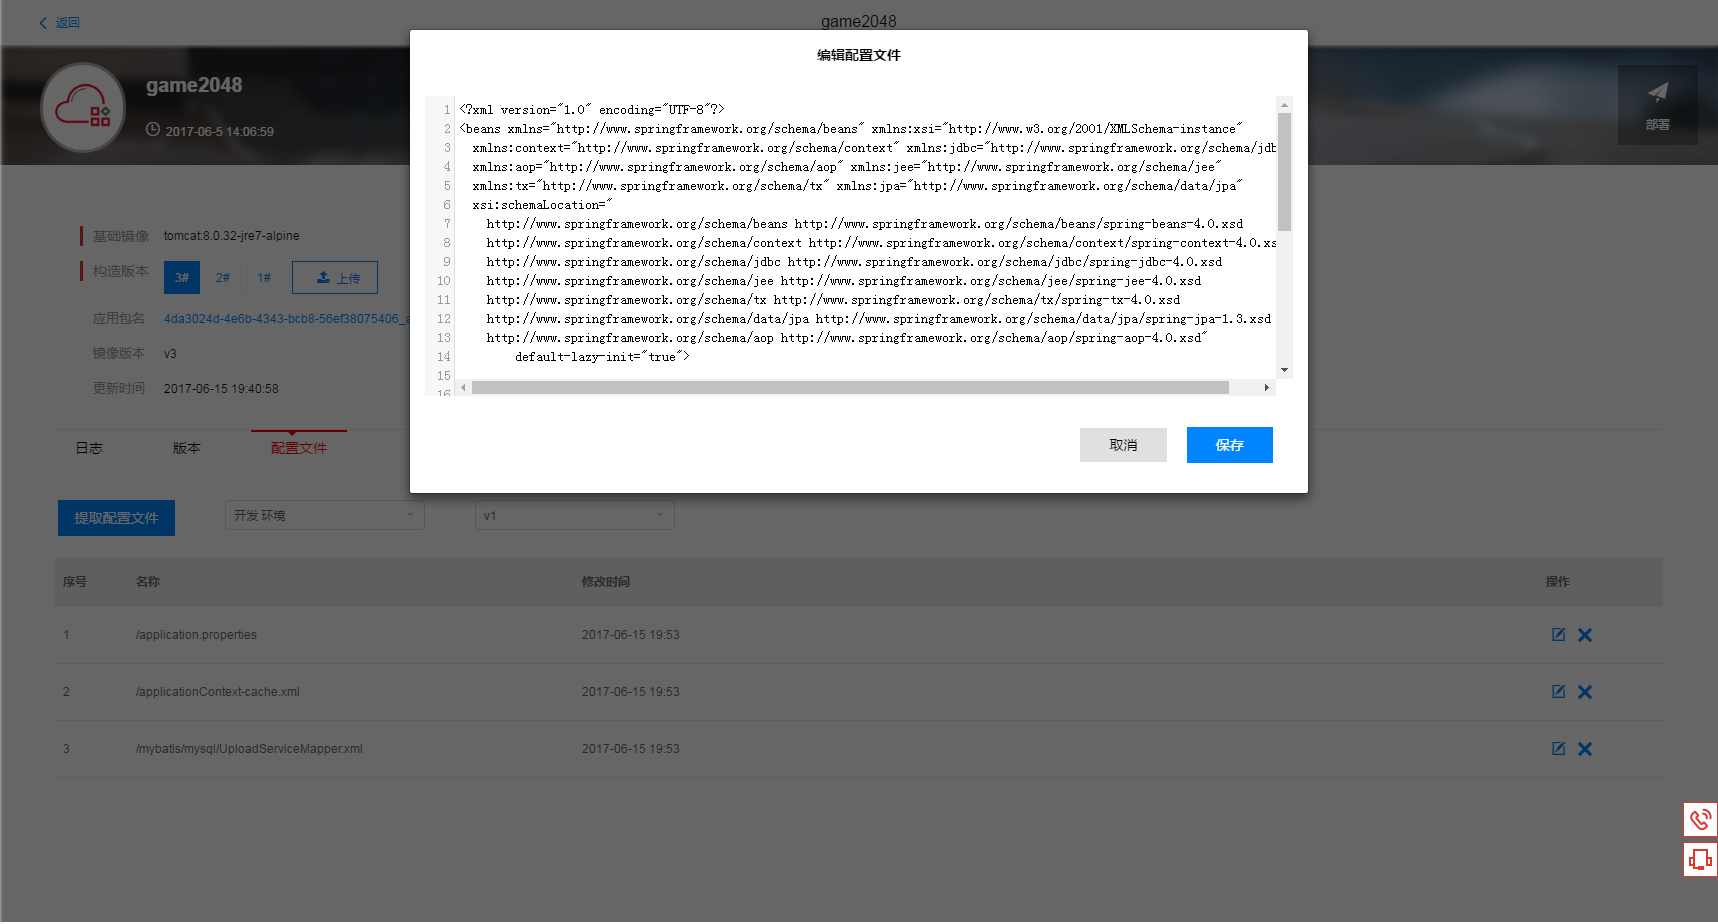 返回
game2048
game2048
2017-06-5 14:06:59
部署
编辑配置文件
1 <?xml version="1.0" encoding="UTF-8"?>
2 <beans xmlns="http://www.springframework.org/schema/beans" xmlns:xsi="http://www.w3.org/2001/XMLSchema-instance"
3 xmlns:context="http://www.springframework.org/schema/context" xmlns:jdbc="http://www.springframework.org/schema/jdb
4 xmlns:aop="http://www.springframework.org/schema/aop" xmlns:jee="http://www.springframework.org/schema/jee"
5 xmlns:tx="http://www.springframework.org/schema/tx" xmlns:jpa="http://www.springframework.org/schema/data/jpa"
6 xsi:schemaLocation="
7 http://www.springframework.org/schema/beans http://www.springframework.org/schema/beans/spring-beans-4.0.xsd
8 http://www.springframework.org/schema/context http://www.springframework.org/schema/context/spring-context-4.0.xs
9 http://www.springframework.org/schema/jdbc http://www.springframework.org/schema/jdbc/spring-jdbc-4.0.xsd
10 http://www.springframework.org/schema/jee http://www.springframework.org/schema/jee/spring-jee-4.0.xsd
11 http://www.springframework.org/schema/tx http://www.springframework.org/schema/tx/spring-tx-4.0.xsd
12 http://www.springframework.org/schema/data/jpa http://www.springframework.org/schema/data/jpa/spring-jpa-1.3.xsd
13 http://www.springframework.org/schema/aop http://www.springframework.org/schema/aop/spring-aop-4.0.xsd"
14 default-lazy-init="true">
15
16
取消 保存
基础镜像 tomcat:8.0.32-jre7-alpine
构造版本 3# 2# 1# 上传
应用包名 4da3024d-4e6b-4343-bcb8-56ef38075406_a
镜像版本 v3
更新时间 2017-06-15 19:40:58
日志 版本 配置文件
提取配置文件 开发环境 v1
序号 名称 修改时间 操作
1 /application.properties 2017-06-15 19:53
2 /applicationContext-cache.xml 2017-06-15 19:53
3 /mybatis/mysql/UploadServiceMapper.xml 2017-06-15 19:53